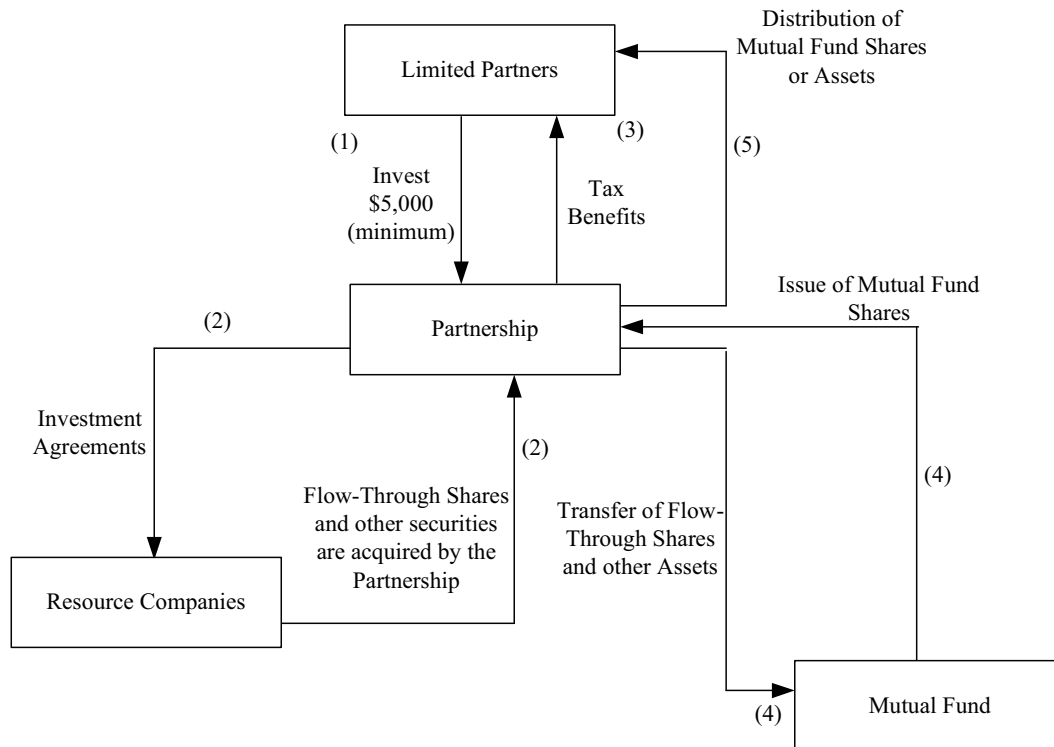 Distribution of
Mutual Fund Shares
or Assets
Limited Partners
(1)
(3)
(5)
Invest
$5,000
(minimum)
Tax
Benefits
Issue of Mutual Fund
Shares
(2)
Partnership
Investment
Agreements
(2)
(4)
Flow-Through Shares
and other securities
are acquired by the
Partnership
Transfer of Flow-
Through Shares
and other Assets
Resource Companies
(4)
Mutual Fund